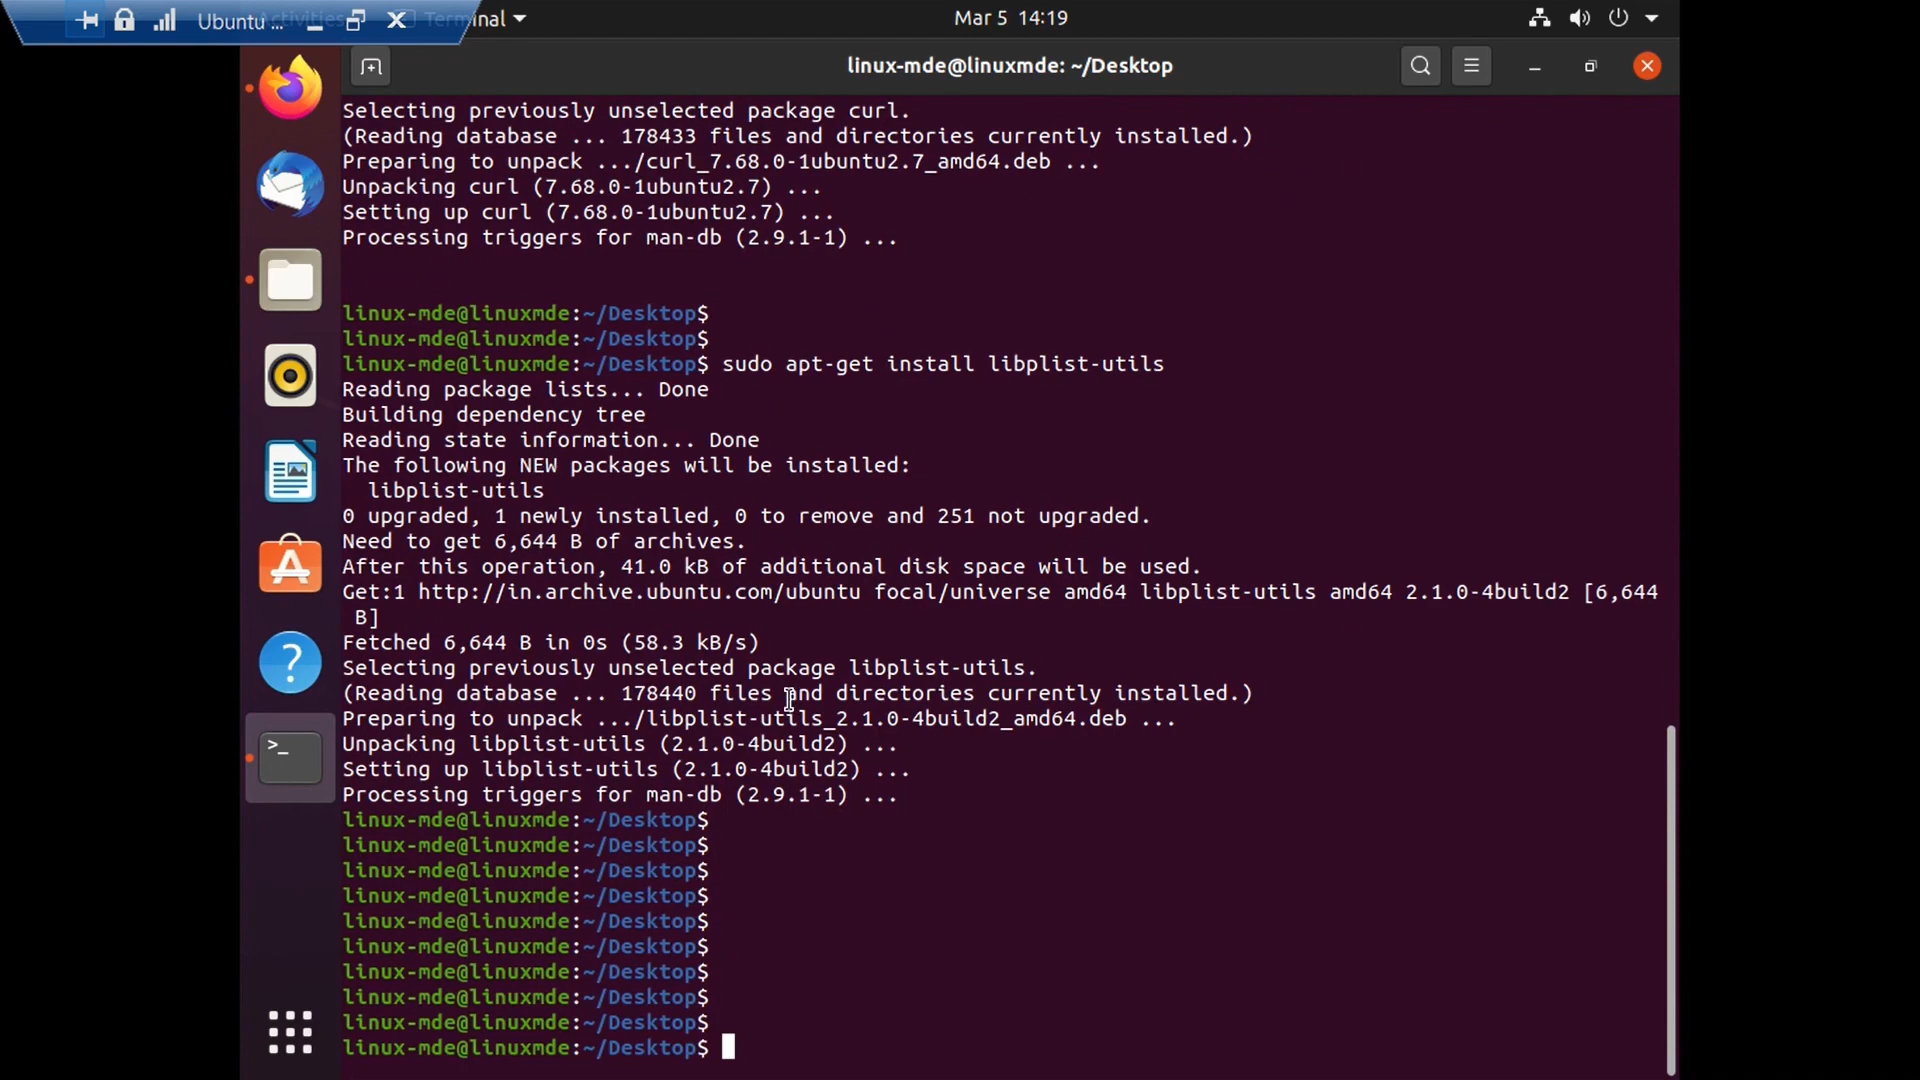 Ubuntu ...
Mar 5 14:19
linux-mde@linuxmde: ~/Desktop
Selecting previously unselected package curl.
(Reading database ... 178433 files and directories currently installed.)
Preparing to unpack .../curl_7.68.0-1ubuntu2.7_amd64.deb ...
Unpacking curl (7.68.0-1ubuntu2.7) ...
Setting up curl (7.68.0-1ubuntu2.7) ...
Processing triggers for man-db (2.9.1-1) ...
linux-mde@linuxmde:~/Desktop$
linux-mde@linuxmde:~/Desktop$
linux-mde@linuxmde:~/Desktop$ sudo apt-get install libplist-utils
Reading package lists... Done
Building dependency tree
Reading state information... Done
The following NEW packages will be installed:
  libplist-utils
0 upgraded, 1 newly installed, 0 to remove and 251 not upgraded.
Need to get 6,644 B of archives.
After this operation, 41.0 kB of additional disk space will be used.
Get:1 http://in.archive.ubuntu.com/ubuntu focal/universe amd64 libplist-utils amd64 2.1.0-4build2 [6,644
 B]
Fetched 6,644 B in 0s (58.3 kB/s)
Selecting previously unselected package libplist-utils.
(Reading database ... 178440 files and directories currently installed.)
Preparing to unpack .../libplist-utils_2.1.0-4build2_amd64.deb ...
Unpacking libplist-utils (2.1.0-4build2) ...
Setting up libplist-utils (2.1.0-4build2) ...
Processing triggers for man-db (2.9.1-1) ...
linux-mde@linuxmde:~/Desktop$
linux-mde@linuxmde:~/Desktop$
linux-mde@linuxmde:~/Desktop$
linux-mde@linuxmde:~/Desktop$
linux-mde@linuxmde:~/Desktop$
linux-mde@linuxmde:~/Desktop$
linux-mde@linuxmde:~/Desktop$
linux-mde@linuxmde:~/Desktop$
linux-mde@linuxmde:~/Desktop$
linux-mde@linuxmde:~/Desktop$